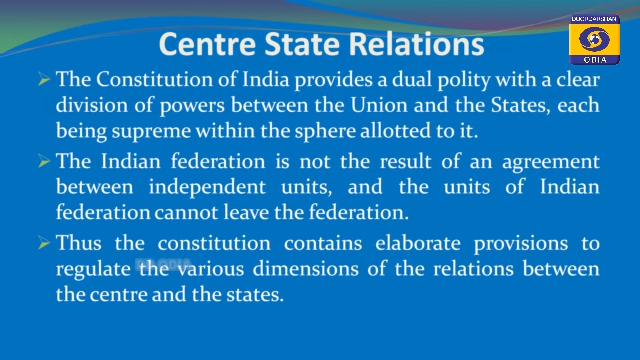 DOORDARSHAN
ODIA
Centre State Relations
The Constitution of India provides a dual polity with a clear
division of powers between the Union and the States, each
being supreme within the sphere allotted to it.
The Indian federation is not the result of an agreement
between independent units, and the units of Indian
federation cannot leave the federation.
Thus the constitution contains elaborate provisions to
regulate the various dimensions of the relations between
the centre and the states.